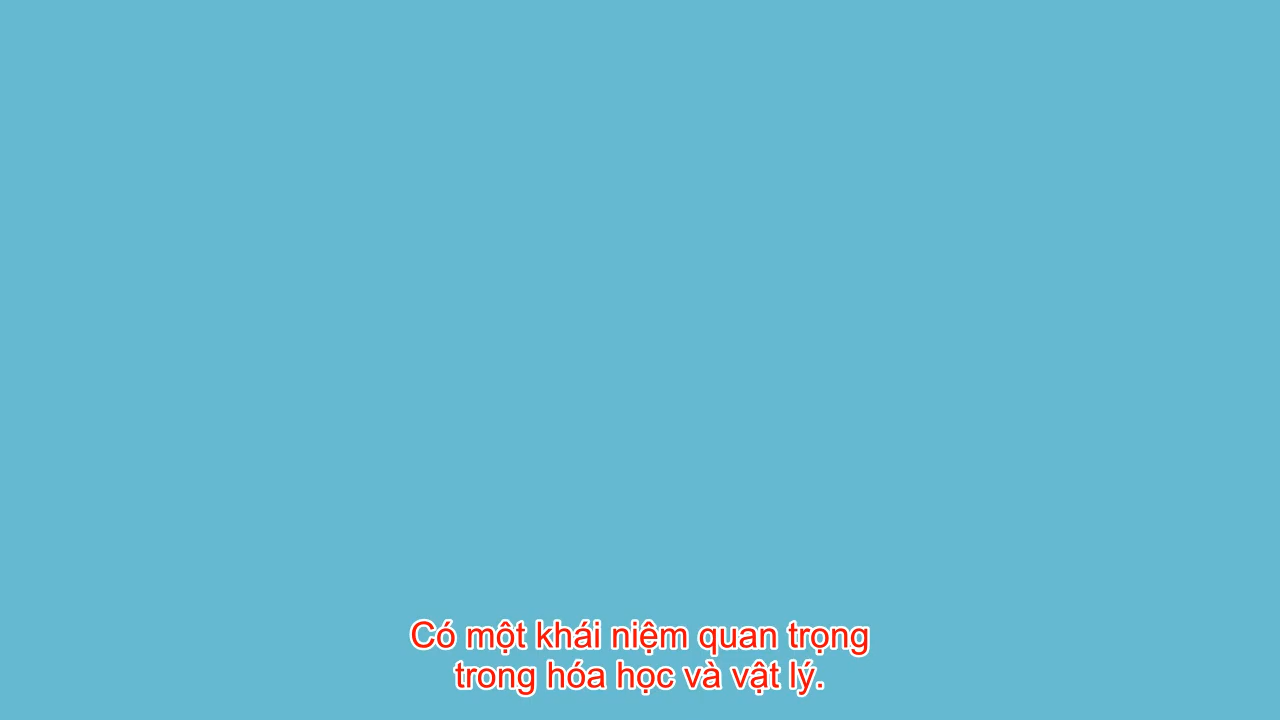 Có một khái niệm quan trọng
trong hóa học và vật lý.